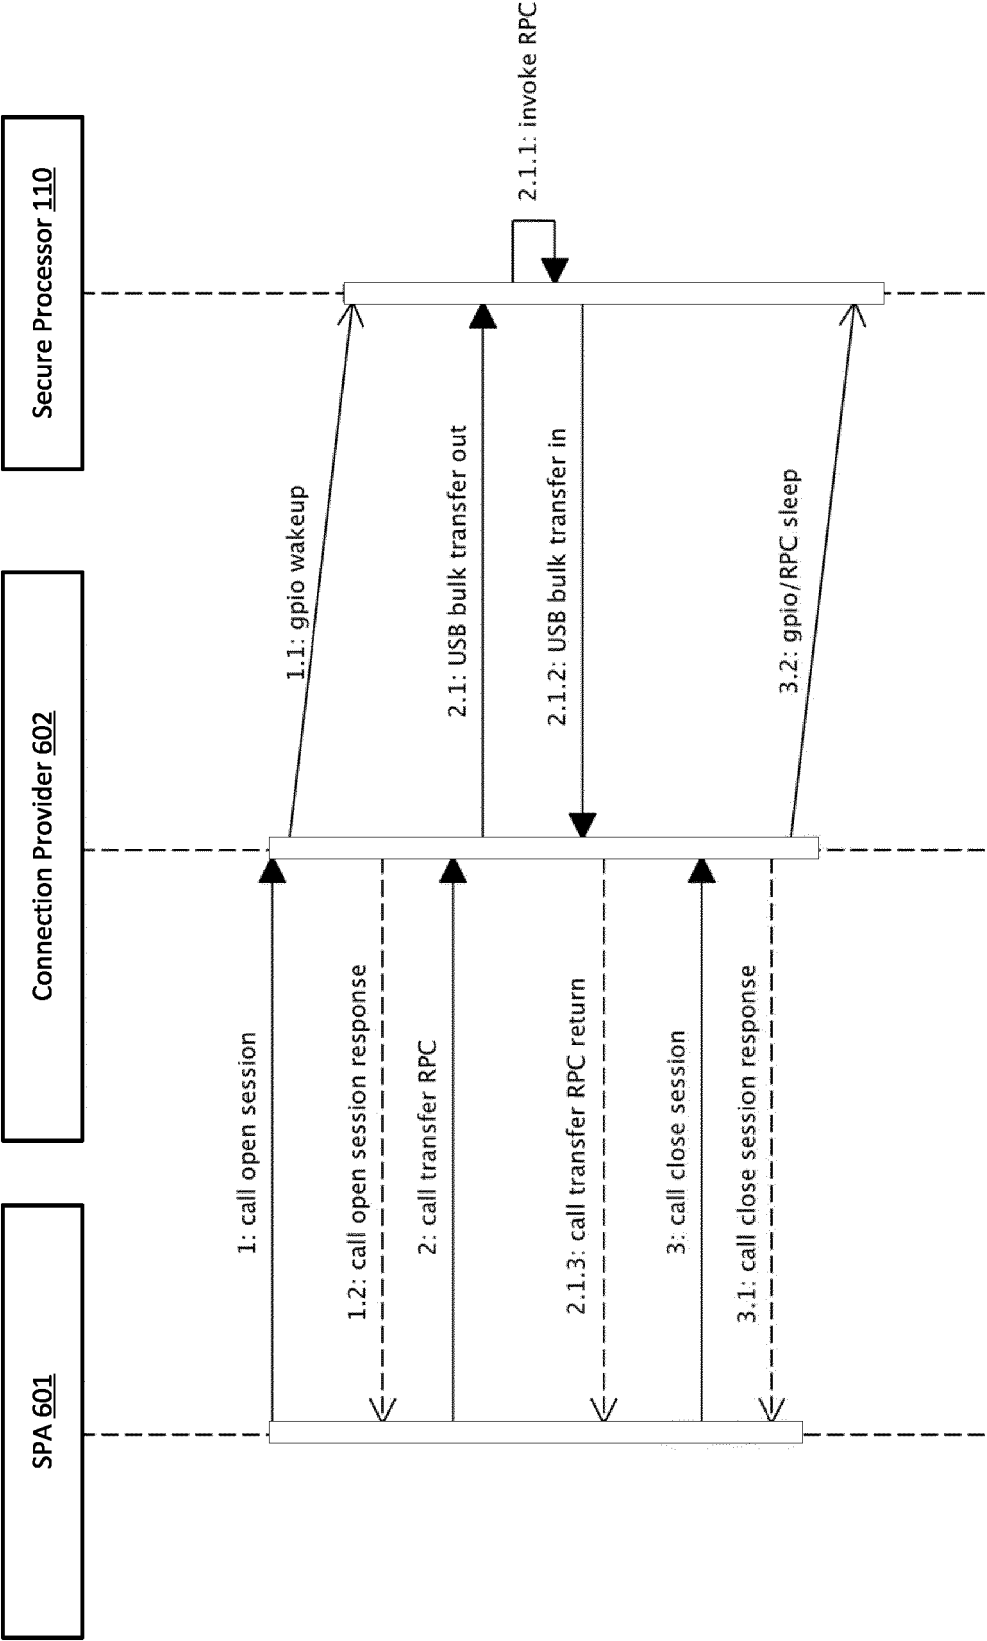 SPA 601
Connection Provider 602
Secure Processor 110
1: call open session
1.1: gpio wakeup
1.2: call open session response
2: call transfer RPC
2.1: USB bulk transfer out
2.1.1: invoke RPC
2.1.2: USB bulk transfer in
2.1.3: call transfer RPC return
3: call close session
3.1: call close session response
3.2: gpio/RPC sleep